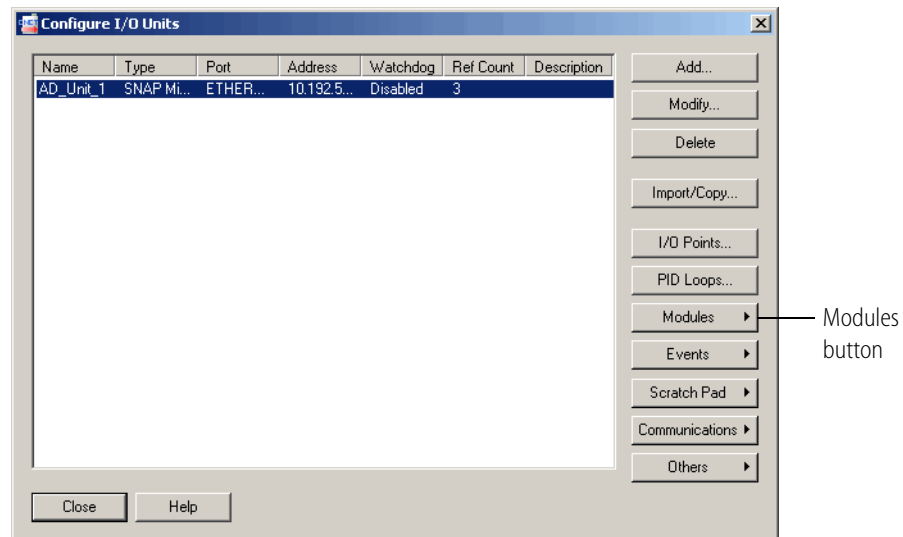 Configure I/O Units
Name Type Port Address Watchdog Ref Count Description
AD_Unit_1 SNAP Mi... ETHER... 10.192.5... Disabled 3
Add...
Modify...
Delete
Import/Copy...
I/O Points...
PID Loops...
Modules
Events
Scratch Pad
Communications
Others
Close Help
Modules
button